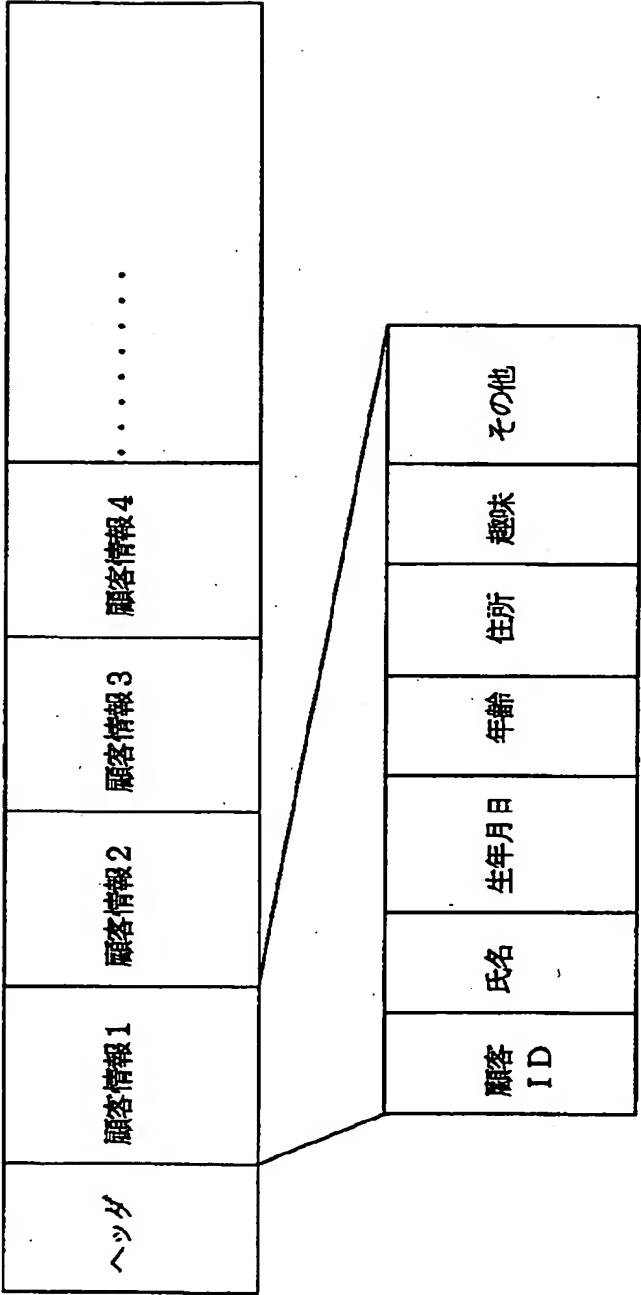 ヘッダ
顧客情報1
顧客情報2
顧客情報3
顧客情報4
・・・・・・・・
顧客
ID
氏名
生年月日
年齢
住所
趣味
その他